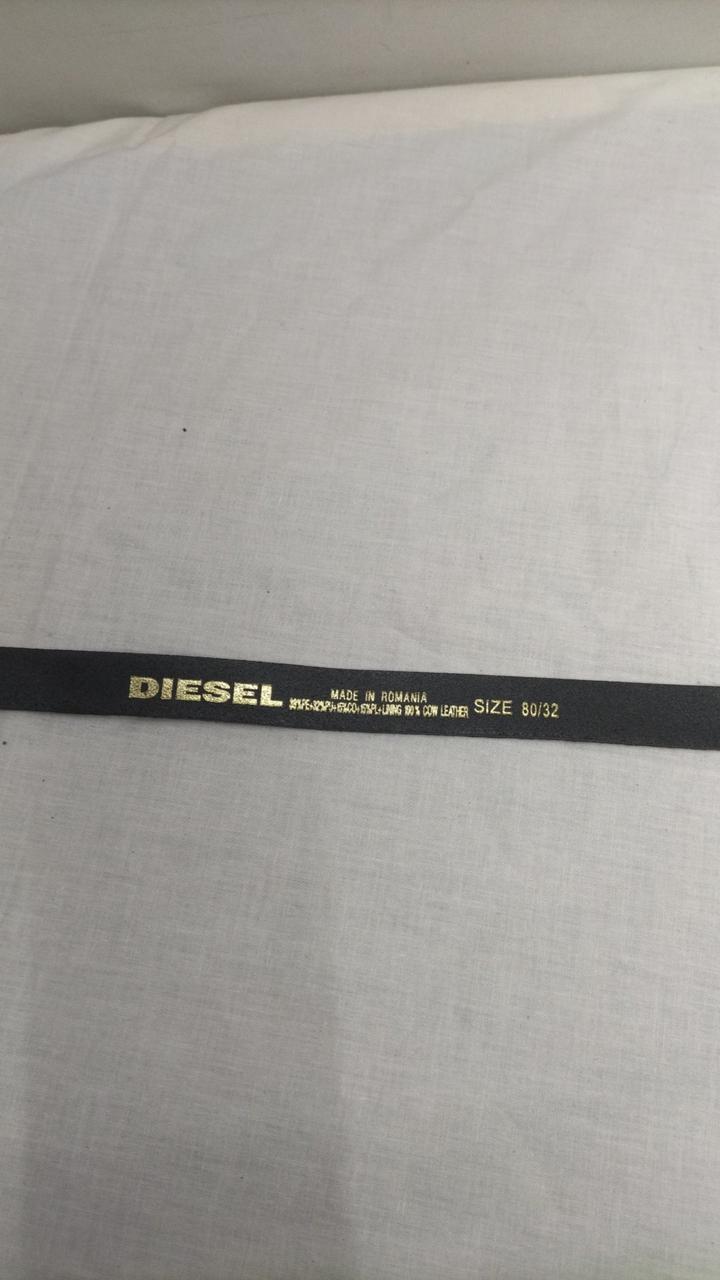 DIESEL
MADE IN ROMANIA
LINING 100% COW LEATHER
SIZE 80/32